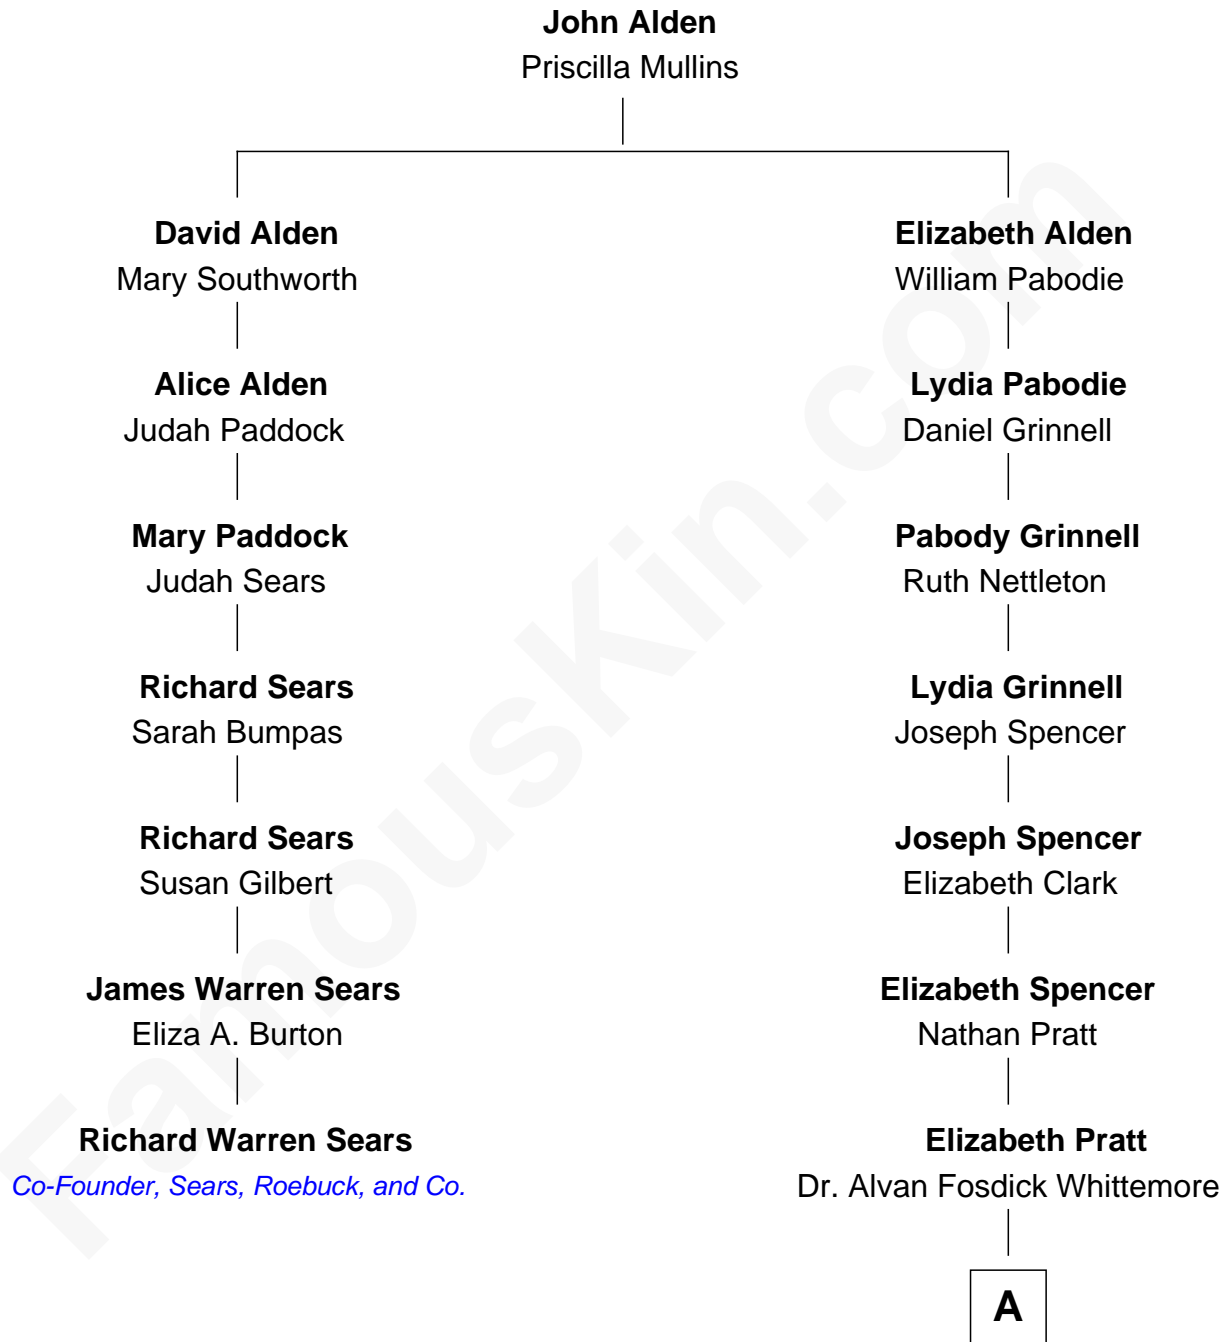 John Alden
Priscilla Mullins
David Alden
Mary Southworth
Elizabeth Alden
William Pabodie
Alice Alden
Judah Paddock
Lydia Pabodie
Daniel Grinnell
Mary Paddock
Judah Sears
Pabody Grinnell
Ruth Nettleton
Richard Sears
Sarah Bumpas
Lydia Grinnell
Joseph Spencer
Richard Sears
Susan Gilbert
Joseph Spencer
Elizabeth Clark
James Warren Sears
Eliza A. Burton
Elizabeth Spencer
Nathan Pratt
Richard Warren Sears
Co-Founder, Sears, Roebuck, and Co.
Elizabeth Pratt
Dr. Alvan Fosdick Whittemore
A
FamousKin.com